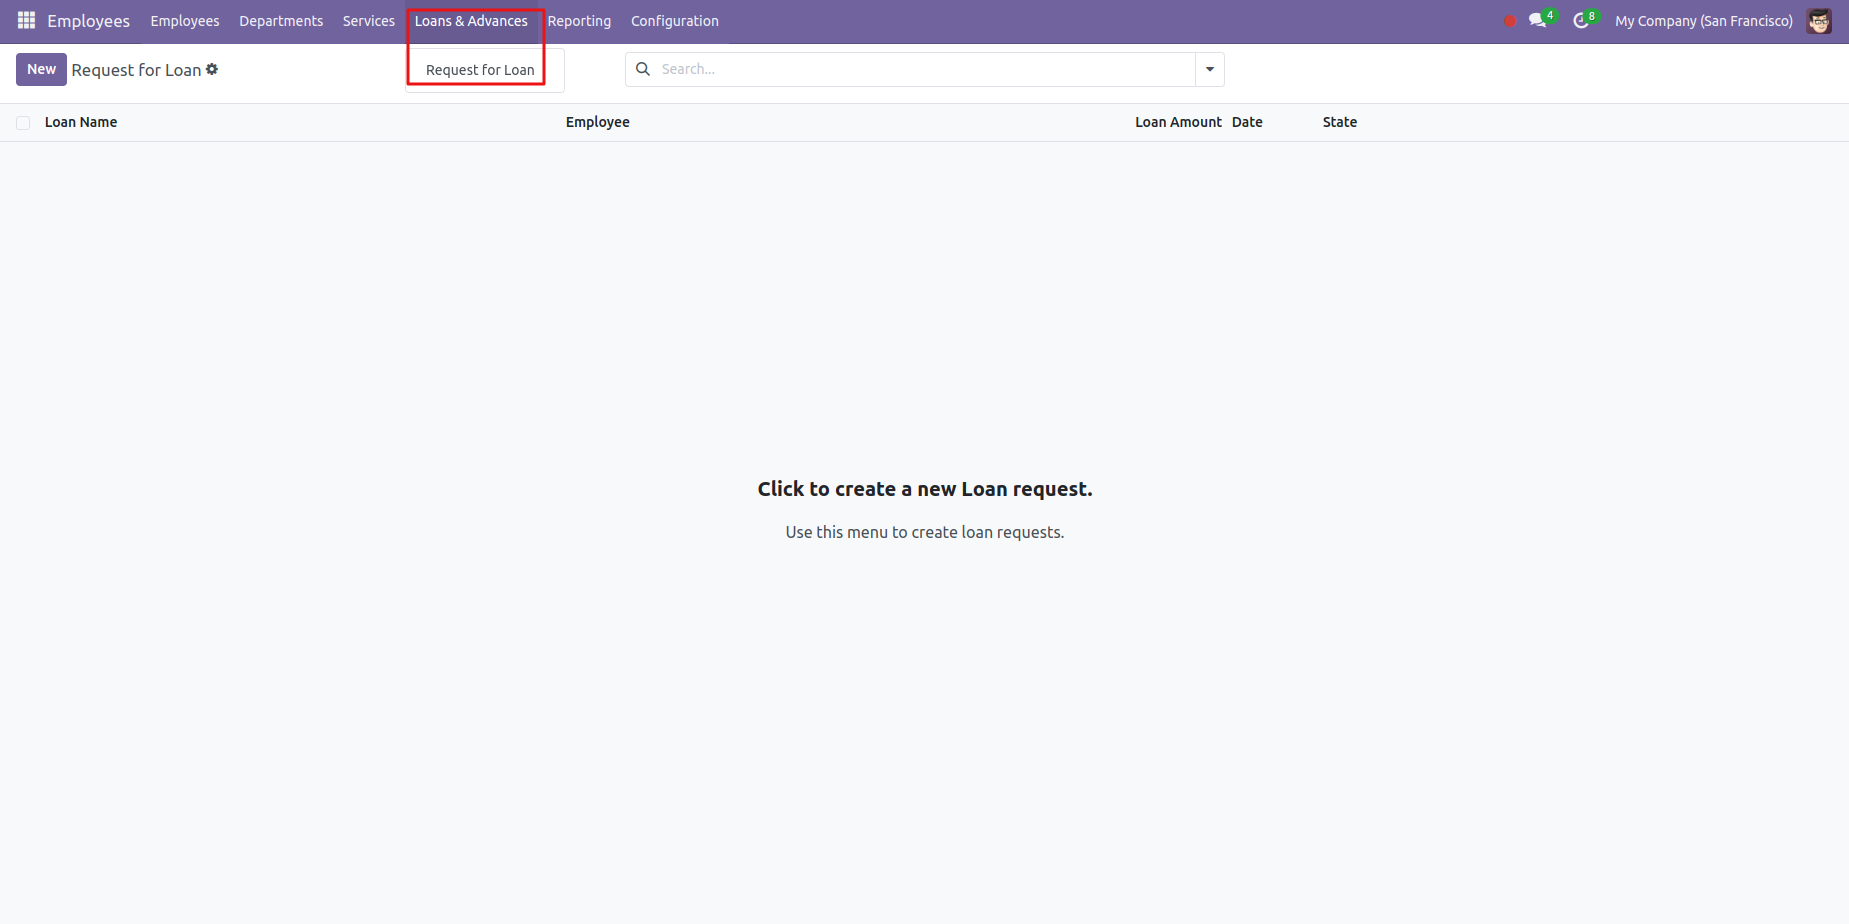 Employees Employees Departments Services Loans & Advances Reporting Configuration 4 8 My Company (San Francisco)
New Request for Loan Request for Loan Search...
Loan Name Employee Loan Amount Date State
Click to create a new Loan request.
Use this menu to create loan requests.